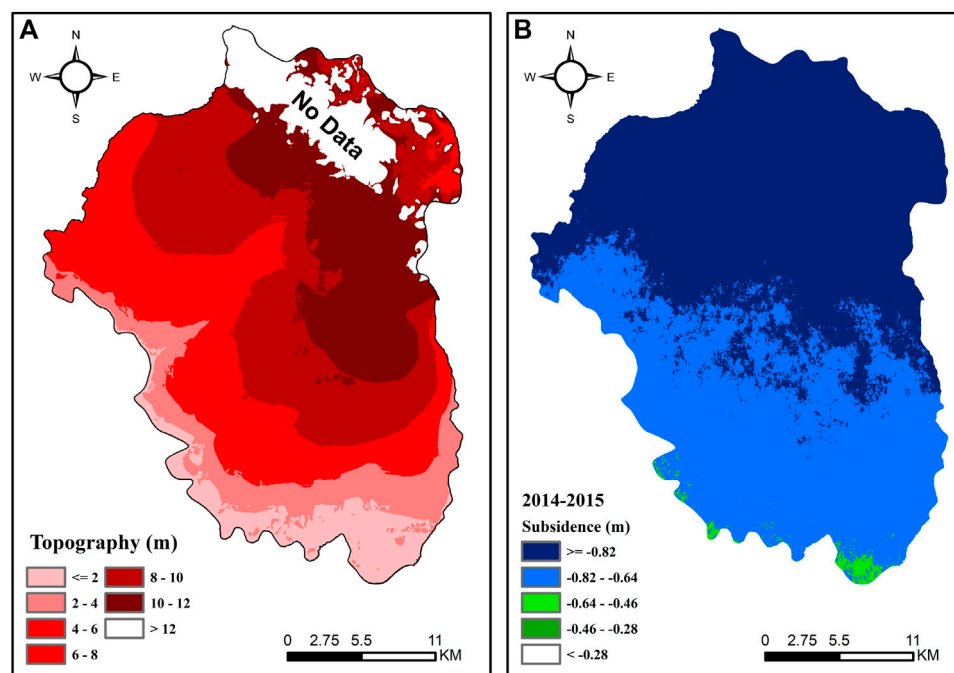 A
N
W E
S
No Data
Topography (m)
<= 2
2 - 4
4 - 6
6 - 8
8 - 10
10 - 12
> 12
0 2.75 5.5 11
KM
B
N
W E
S
2014-2015
Subsidence (m)
>= -0.82
-0.82 - -0.64
-0.64 - -0.46
-0.46 - -0.28
< -0.28
0 2.75 5.5 11
KM